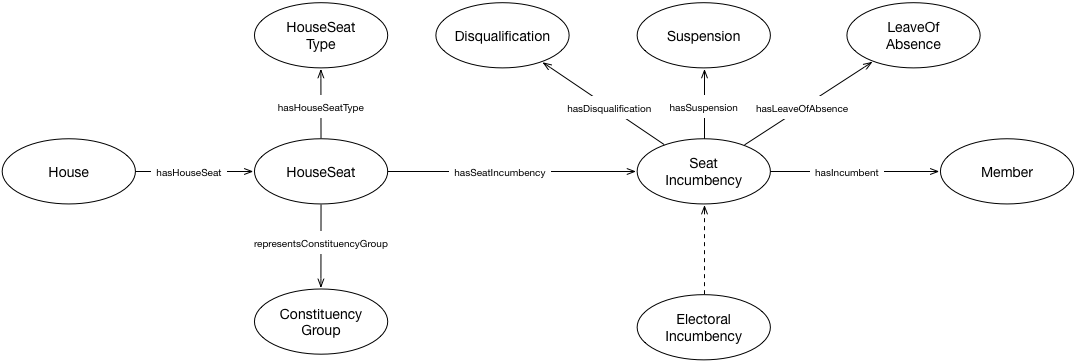 HouseSeat
Type
Disqualification
Suspension
LeaveOf
Absence
hasHouseSeatType
hasDisqualification
hasSuspension
hasLeaveOfAbsence
House
hasHouseSeat
HouseSeat
hasSeatIncumbency
Seat
Incumbency
hasIncumbent
Member
representsConstituencyGroup
Constituency
Group
Electoral
Incumbency